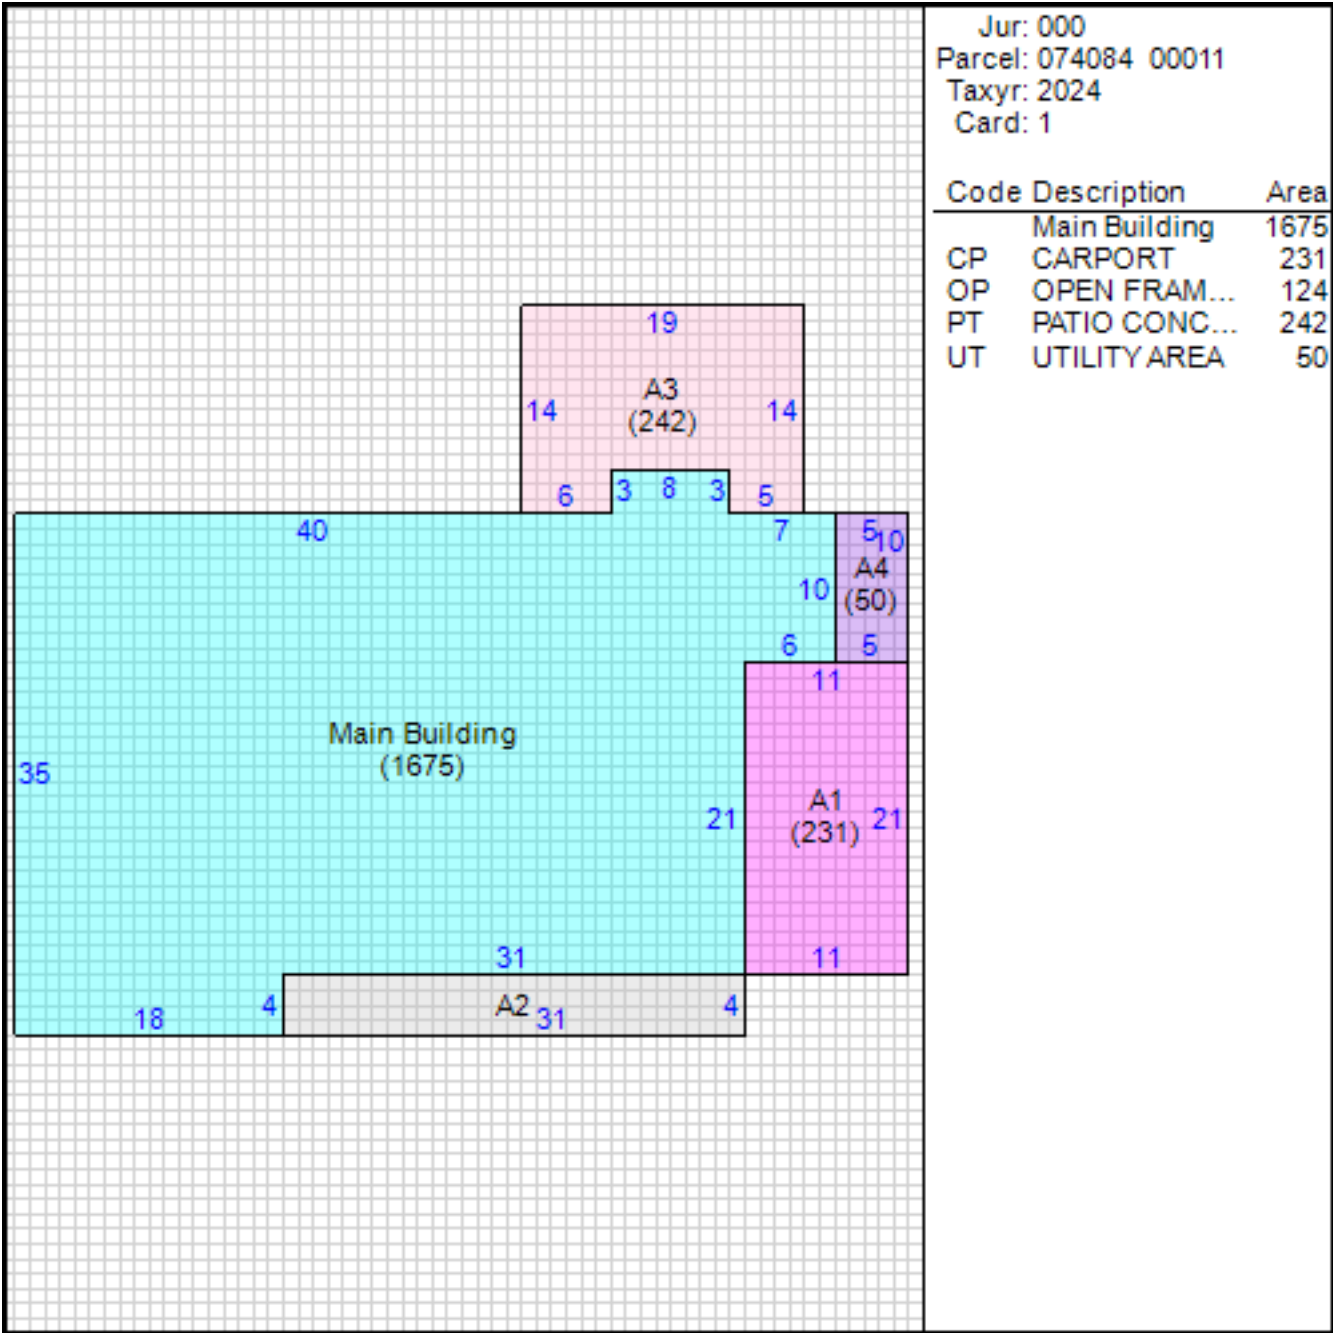 Jur: 000
Parcel: 074084 00011
Taxyr: 2024
Card: 1
Code Description Area
Main Building 1675
CP CARPORT 231
OP OPEN FRAM... 124
PT PATIO CONC... 242
UT UTILITY AREA 50
19
A3
14 14
(242)
6 3 8 3 5
40 7 5 10
A4
10 (50)
6 5
11
Main Building
(1675)
35
A1
21 (231) 21
31 11
18 4 A2 31 4